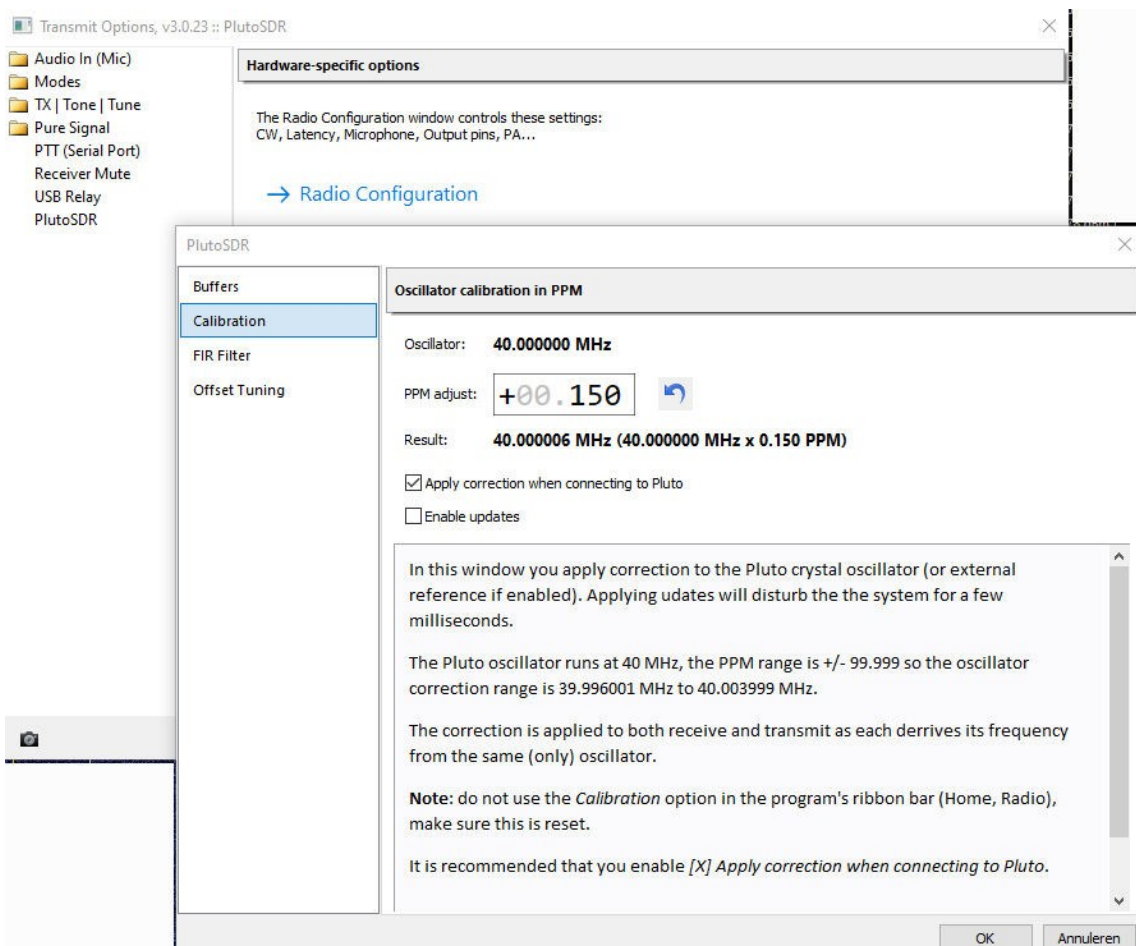 Transmit Options, v3.0.23 :: PlutoSDR
Audio In (Mic)
Modes
TX | Tone | Tune
Pure Signal
PTT (Serial Port)
Receiver Mute
USB Relay
PlutoSDR
Hardware-specific options
The Radio Configuration window controls these settings:
CW, Latency, Microphone, Output pins, PA...
→ Radio Configuration
PlutoSDR
Buffers
Calibration
FIR Filter
Offset Tuning
Oscillator calibration in PPM
Oscillator: 40.000000 MHz
PPM adjust: +00.150
Result: 40.000006 MHz (40.000000 MHz x 0.150 PPM)
Apply correction when connecting to Pluto
Enable updates
In this window you apply correction to the Pluto crystal oscillator (or external
reference if enabled). Applying udates will disturb the the system for a few
milliseconds.
The Pluto oscillator runs at 40 MHz, the PPM range is +/- 99.999 so the oscillator
correction range is 39.996001 MHz to 40.003999 MHz.
The correction is applied to both receive and transmit as each derrives its frequency
from the same (only) oscillator.
Note: do not use the Calibration option in the program's ribbon bar (Home, Radio),
make sure this is reset.
It is recommended that you enable [X] Apply correction when connecting to Pluto.
OK Annuleren